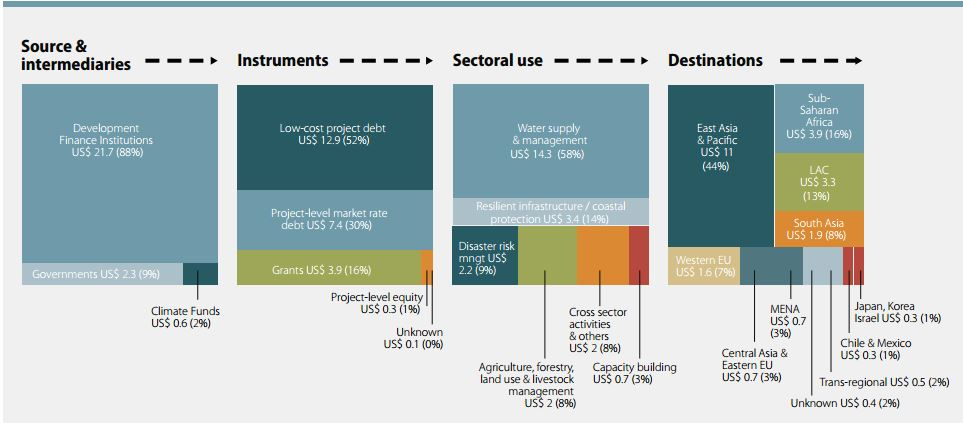 Source &
intermediaries
Instruments
Sectoral use
Destinations
Development
Finance Institutions
US$ 21.7 (88%)
Governments US$ 2.3 (9%)
Climate Funds
US$ 0.6 (2%)
Low-cost project debt
US$ 12.9 (52%)
Project-level market rate
debt US$ 7.4 (30%)
Grants US$ 3.9 (16%)
Project-level equity
US$ 0.3 (1%)
Unknown
US$ 0.1 (0%)
Water supply
& management
US$ 14.3 (58%)
Resilient infrastructure / coastal
protection US$ 3.4 (14%)
Disaster risk
mngt US$
2.2 (9%)
Agriculture, forestry,
land use & livestock
management
US$ 2 (8%)
Cross sector
activities
& others
US$ 2 (8%)
Capacity building
US$ 0.7 (3%)
East Asia
& Pacific
US$ 11
(44%)
Sub-
Saharan
Africa
US$ 3.9 (16%)
LAC
US$ 3.3
(13%)
South Asia
US$ 1.9 (8%)
Western EU
US$ 1.6 (7%)
Central Asia &
Eastern EU
US$ 0.7 (3%)
MENA
US$ 0.7
(3%)
Unknown US$ 0.4 (2%)
Trans-regional US$ 0.5 (2%)
Chile & Mexico
US$ 0.3 (1%)
Japan, Korea
Israel US$ 0.3 (1%)